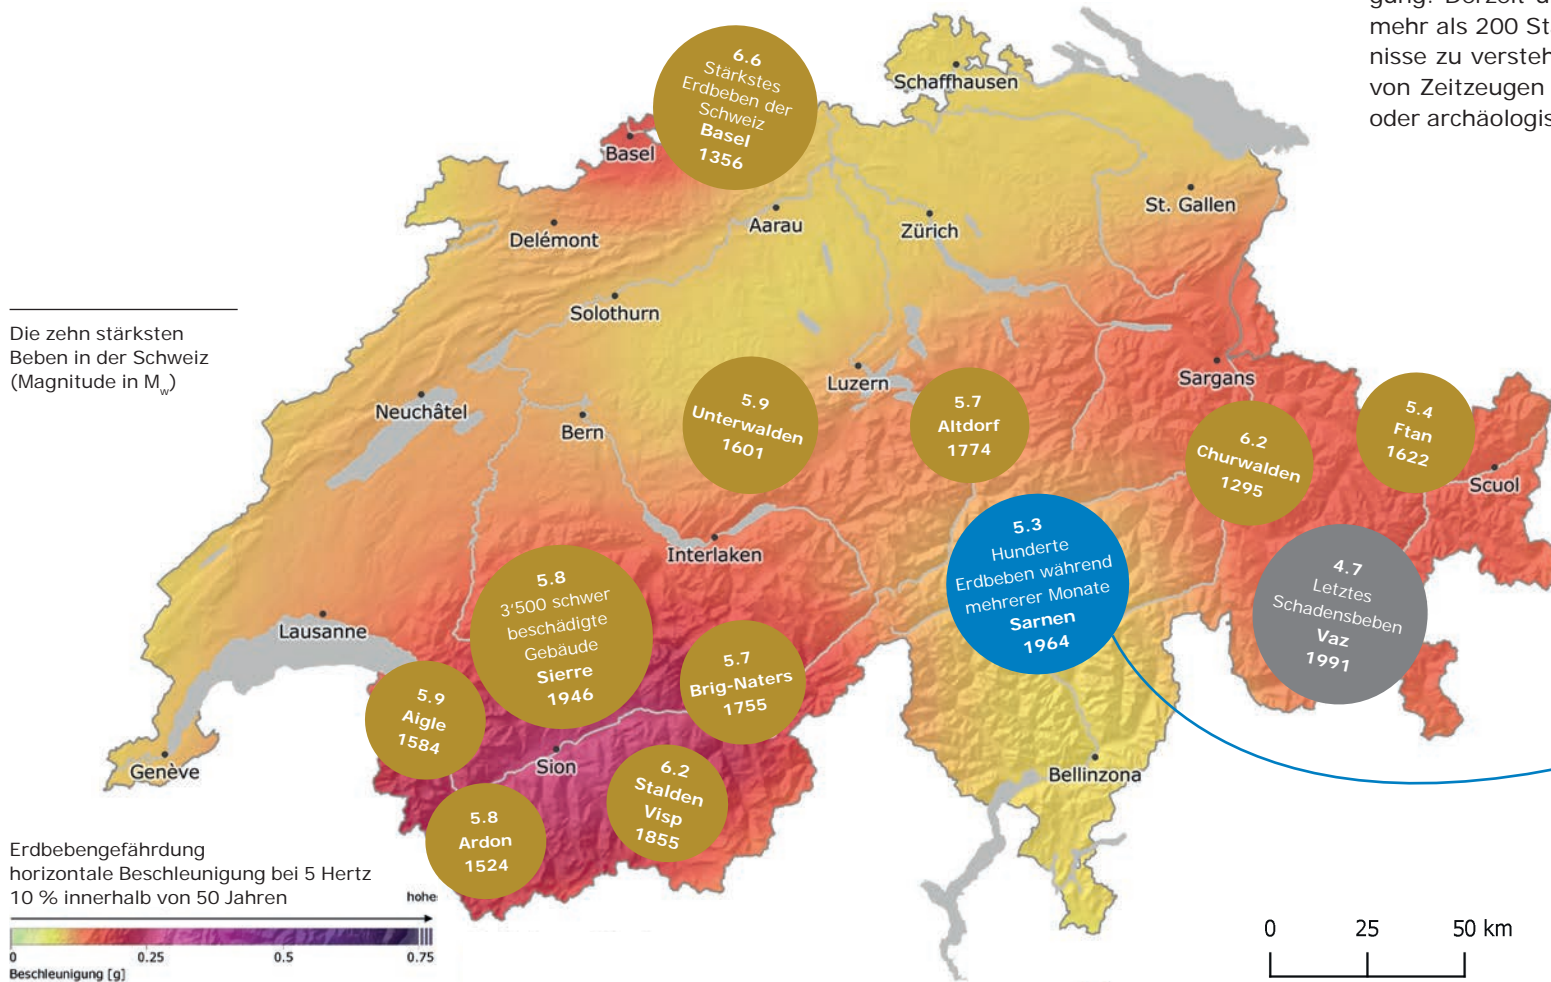 gung. Derzeit
mehr als 200
nisse zu
von Zeitzeugen
oder
6.6
Stärkstes
Erdbeben der
Schweiz
Basel
1356
Schaffhausen
Basel
St. Gallen
Aarau
Zürich
Delémont
Solothurn
Die zehn stärksten
Beben in der Schweiz
(Magnitude in Mw)
Neuchâtel
Bern
5.9
Unterwalden
1601
Luzern
5.7
Altdorf
1774
Sargans
6.2
Churwalden
1295
5.4
Ftan
1622
Scuol
Interlaken
5.3
Hunderte
Erdbeben während
mehrerer Monate
Sarnen
1964
4.7
Letztes
Schadensbeben
Vaz
1991
5.8
3'500 schwer
beschädigte
Gebäude
Sierre
1946
Lausanne
5.9
Aigle
1584
5.7
Brig-Naters
1755
Genève
Sion
6.2
Stalden
Visp
1855
Bellinzona
5.8
Ardon
1524
Erdbebengefährdung
horizontale Beschleunigung bei 5 Hertz
10 % innerhalb von 50 Jahren
hohe
0 0.25 0.5 0.75
Beschleunigung [g]
0 25 50 km